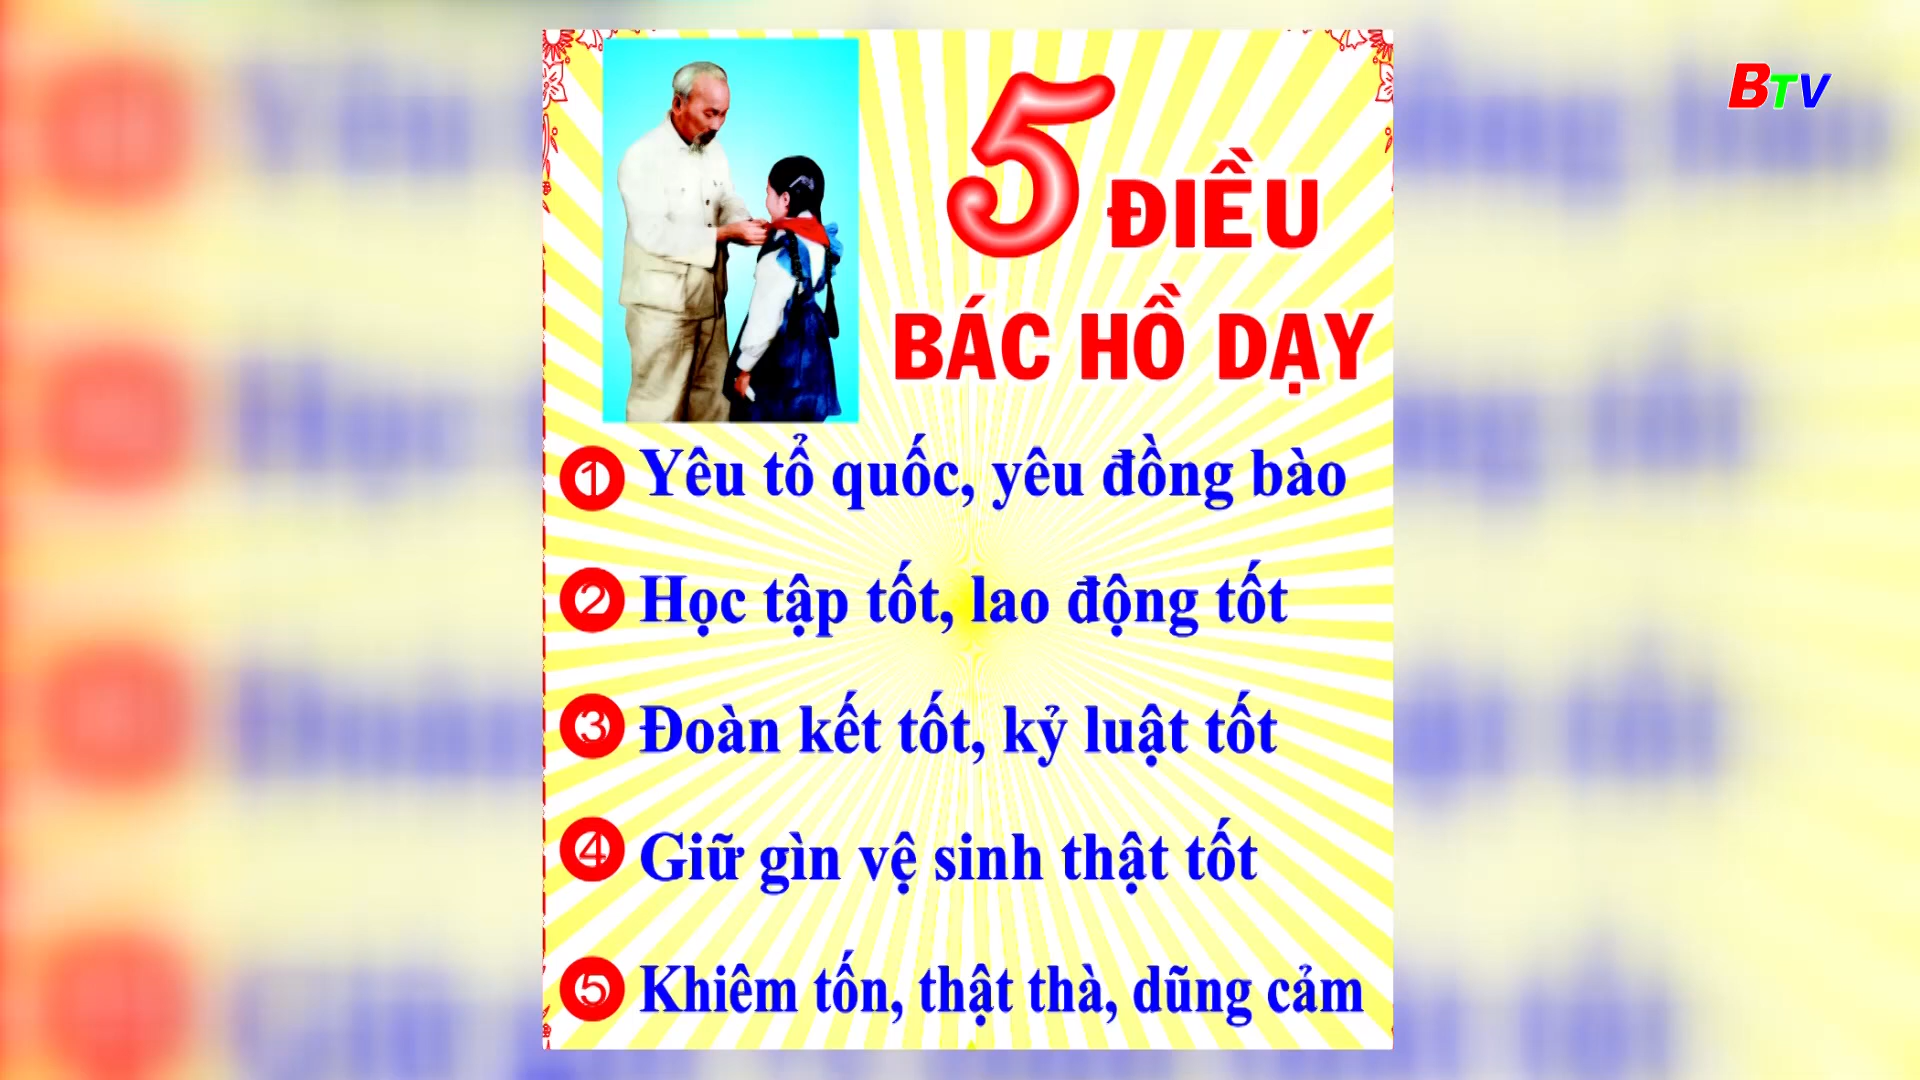 BTV
5 ĐIỀU
BÁC HỒ DẠY
1 Yêu tổ quốc, yêu đồng bào
2 Học tập tốt, lao động tốt
3 Đoàn kết tốt, kỷ luật tốt
4 Giữ gìn vệ sinh thật tốt
5 Khiêm tốn, thật thà, dũng cảm